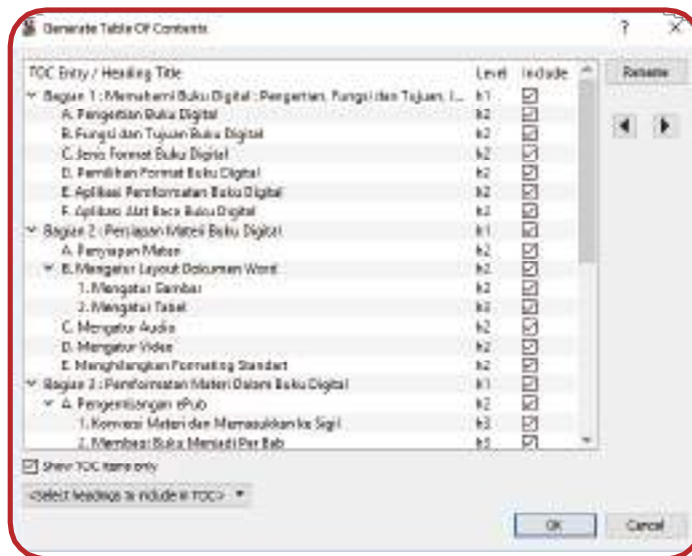 Generate Table Of Contents
? X
TOC Entry / Heading Title Level Include
Bagian 1 : Memahami Buku Digital : Pengertian, Fungsi dan Tujuan, J... h1
A. Pengertian Buku Digital h2
B. Fungsi dan Tujuan Buku Digital h2
C. Jenis Format Buku Digital h2
D. Pemilihan Format Buku Digital h2
E. Aplikasi Pemformatan Buku Digital h2
F. Aplikasi Alat Baca Buku Digital h2
Bagian 2 : Persiapan Materi Buku Digital h1
A. Penyiapan Materi h2
B. Mengatur Layout Dokumen Word h2
1. Mengatur Gambar h3
2. Mengatur Tabel h3
C. Mengatur Audio h2
D. Mengatur Video h2
E. Menghilangkan Formating Standart h2
Bagian 3 : Pemformatan Materi Dalam Buku Digital h1
A. Pengembangan ePub h2
1. Konversi Materi dan Memasukkan ke Sigil h3
2. Membagi Buku Menjadi Per Bab h3
Rename
Show TOC items only
<Select headings to include in TOC>
OK Cancel